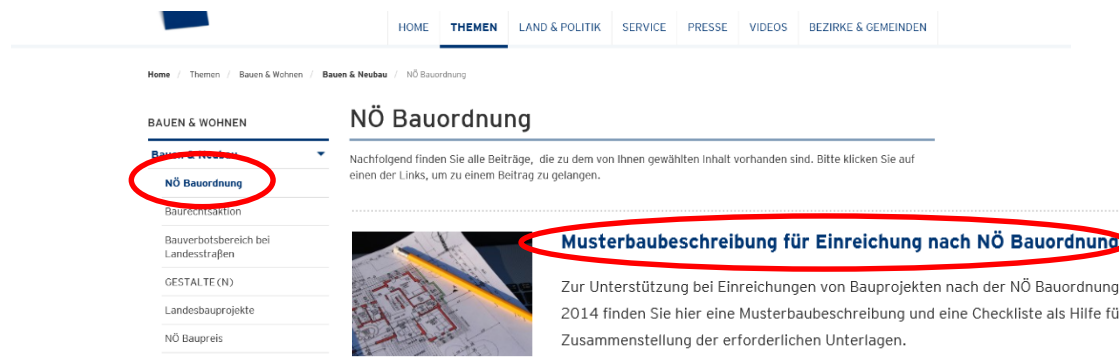 HOME THEMEN LAND & POLITIK SERVICE PRESSE VIDEOS BEZIRKE & GEMEINDEN
Home / Themen / Bauen & Wohnen / Bauen & Neubau / NÖ Bauordnung
BAUEN & WOHNEN
Bauen & Neubau
NÖ Bauordnung
Baurechtsaktion
Bauverbotsbereich bei
Landesstraßen
GESTALTE(N)
Landesbauprojekte
NÖ Baupreis
NÖ Bauordnung
Nachfolgend finden Sie alle Beiträge, die zu dem von Ihnen gewählten Inhalt vorhanden sind. Bitte klicken Sie auf
einen der Links, um zu einem Beitrag zu gelangen.
Musterbaubeschreibung für Einreichung nach NÖ Bauordnung
Zur Unterstützung bei Einreichungen von Bauprojekten nach der NÖ Bauordnung
2014 finden Sie hier eine Musterbaubeschreibung und eine Checkliste als Hilfe fü
Zusammenstellung der erforderlichen Unterlagen.